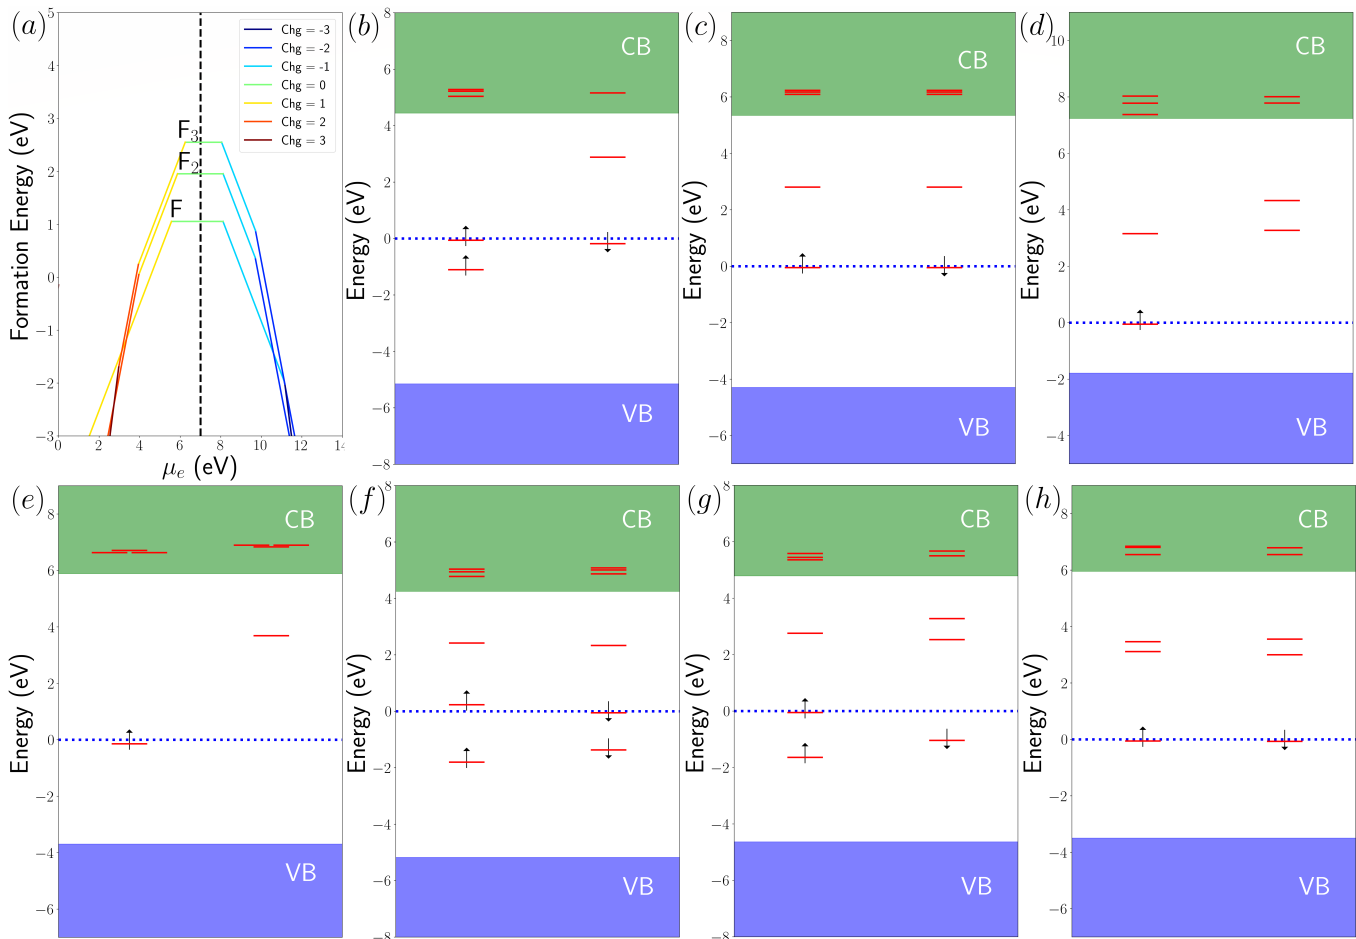 (a)
5
4
3
2
1
0
−1
−2
−3
Formation Energy (eV)
0 2 4 6 8 10 12 14
μe (eV)
Chg = -3
Chg = -2
Chg = -1
Chg = 0
Chg = 1
Chg = 2
Chg = 3
F3
F2
F
(b)
8
6
4
2
0
−2
−4
−6
−8
Energy (eV)
CB
VB
(c)
8
6
4
2
0
−2
−4
−6
Energy (eV)
CB
VB
(d)
10
8
6
4
2
0
−2
−4
Energy (eV)
CB
VB
(e)
8
6
4
2
0
−2
−4
−6
Energy (eV)
CB
VB
(f)
8
6
4
2
0
−2
−4
−6
−8
Energy (eV)
CB
VB
(g)
8
6
4
2
0
−2
−4
−6
−8
Energy (eV)
CB
VB
(h)
8
6
4
2
0
−2
−4
−6
Energy (eV)
CB
VB